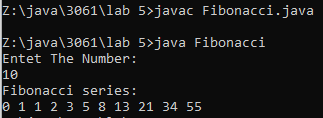 Z:\java\3061\lab 5>javac Fibonacci.java
Z:\java\3061\lab 5>java Fibonacci
Entet The Number:
10
Fibonacci series:
0 1 1 2 3 5 8 13 21 34 55